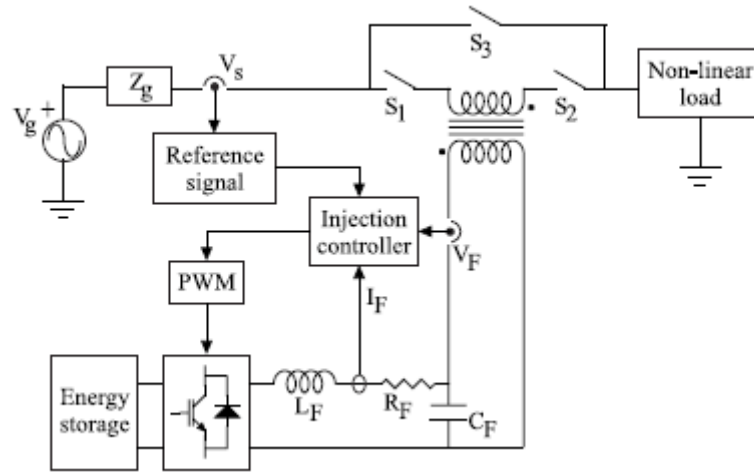 S3
Vs
Zg
Vg
+
S1
S2
Non-linear
load
Reference
signal
Injection
controller
VF
PWM
IF
Energy
storage
LF
RF
CF